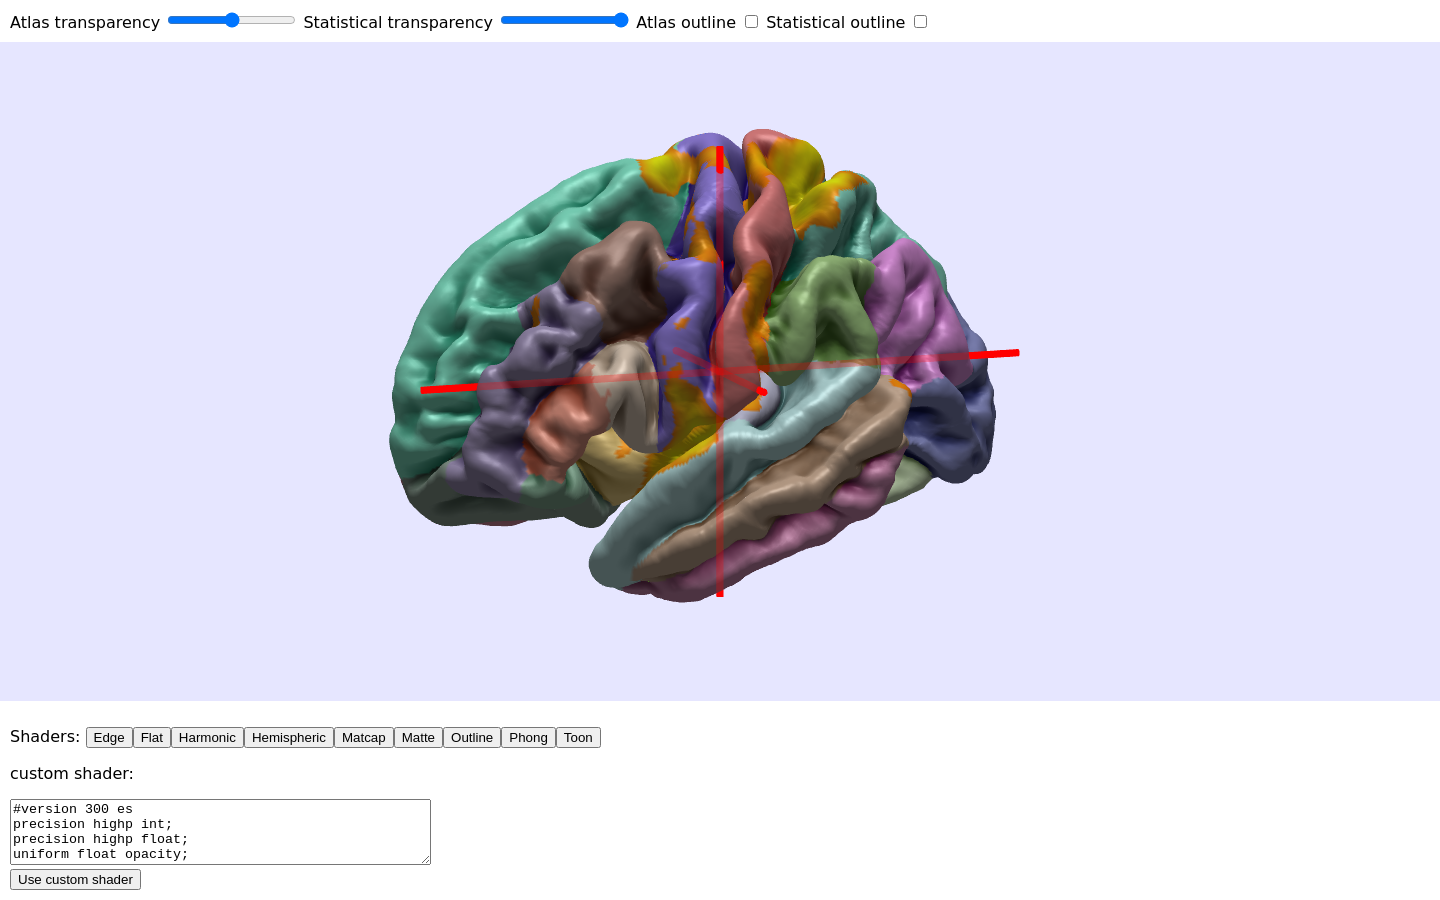 Atlas transparency Statistical transparency Atlas outline Statistical outline
Shaders: Edge Flat Harmonic Hemispheric Matcap Matte Outline Phong Toon
custom shader:
#version 300 es
precision highp int;
precision highp float;
uniform float opacity;
Use custom shader